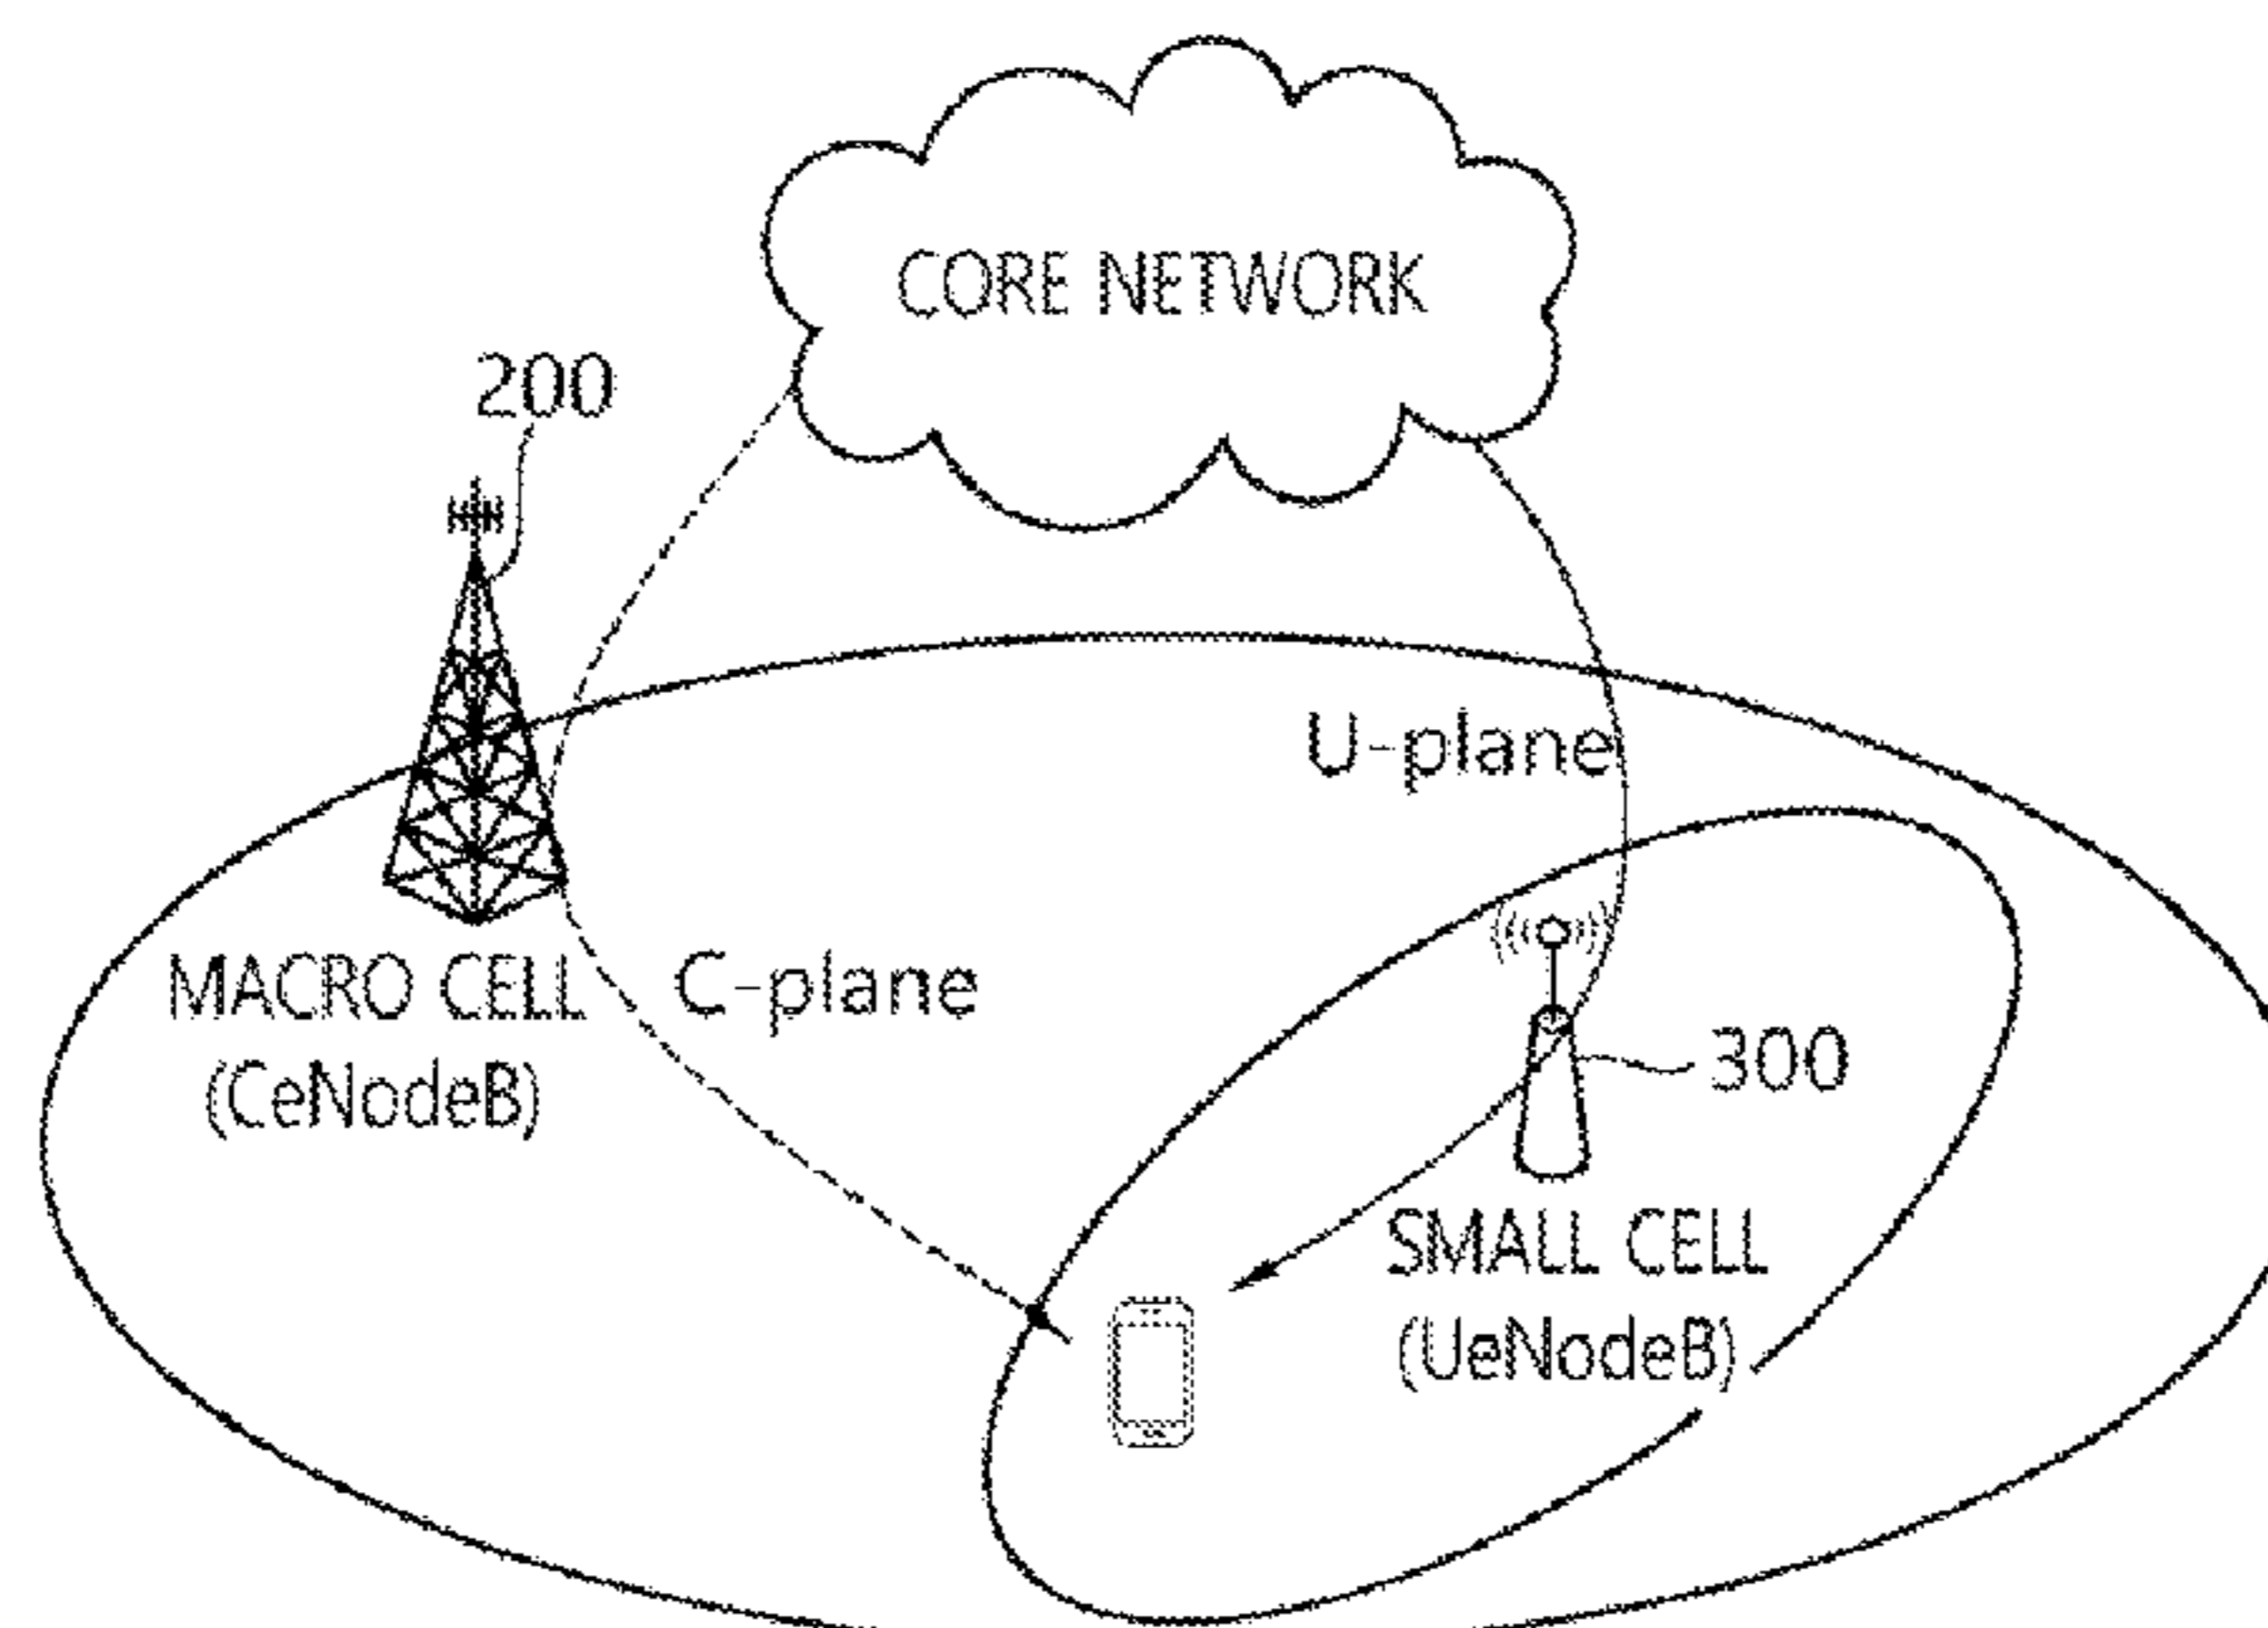 CORE NETWORK
200
U-plane
MACRO CELL
(CeNodeB)
C-plane
300
SMALL CELL
(UeNodeB)